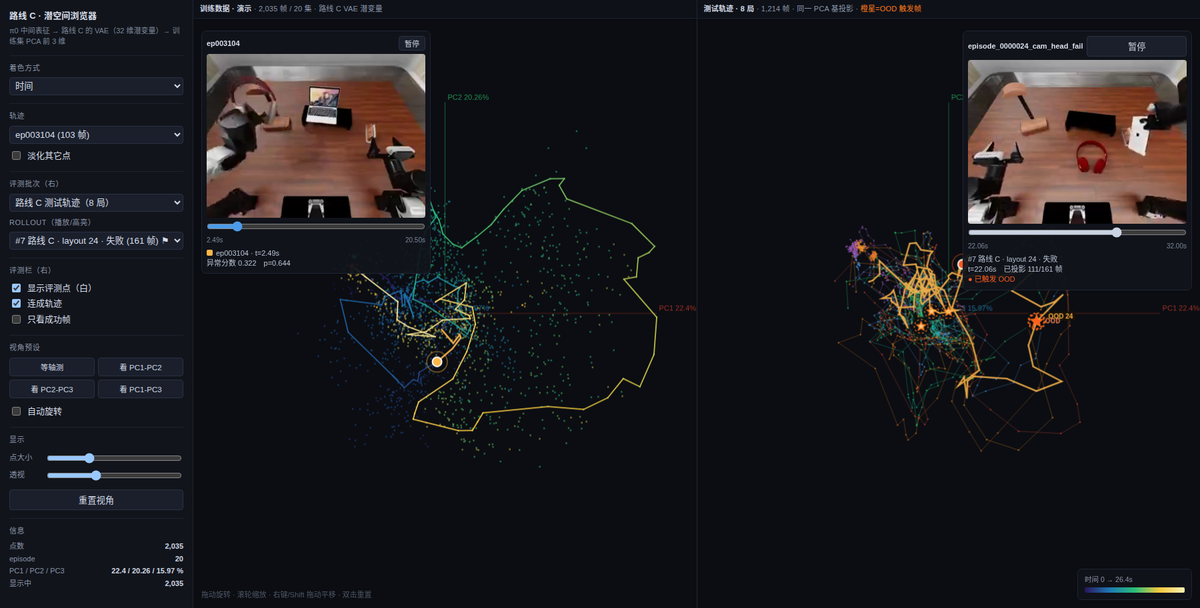 路线 C · 潜空间浏览器
π0 中间表征 → 路线 C 的 VAE（32 维潜变量）→ 训
练集 PCA 前 3 维
着色方式
时间
轨迹
ep003104 (103 帧)
淡化其它点
评测批次（右）
路线 C 测试轨迹（8 局）
ROLLOUT（播放/高亮）
#7 路线 C · layout 24 · 失败 (161 帧) ⚑
评测栏（右）
显示评测点（白）
连成轨迹
只看成功帧
视角预设
等轴测
看 PC1-PC2
看 PC2-PC3
看 PC1-PC3
自动旋转
显示
点大小
透视
重置视角
信息
点数 2,035
episode 20
PC1 / PC2 / PC3 22.4 / 20.26 / 15.97 %
显示中 2,035
训练数据 · 演示 · 2,035 帧 / 20 集 · 路线 C VAE 潜变量
ep003104
暂停
2.49s 20.50s
ep003104 · t=2.49s
异常分数 0.322 p=0.644
PC2 20.26%
PC1 22.4%
拖动旋转 · 滚轮缩放 · 右键/Shift 拖动平移 · 双击重置
测试轨迹 · 8 局 · 1,214 帧 · 同一 PCA 基投影 · 橙星=OOD 触发帧
episode_0000024_cam_head_fail
暂停
22.06s 32.00s
#7 路线 C · layout 24 · 失败
t=22.06s 已投影 111/161 帧
● 已触发 OOD
15.97%
OOD 24
OOD
PC1 22.4%
时间 0 → 26.4s